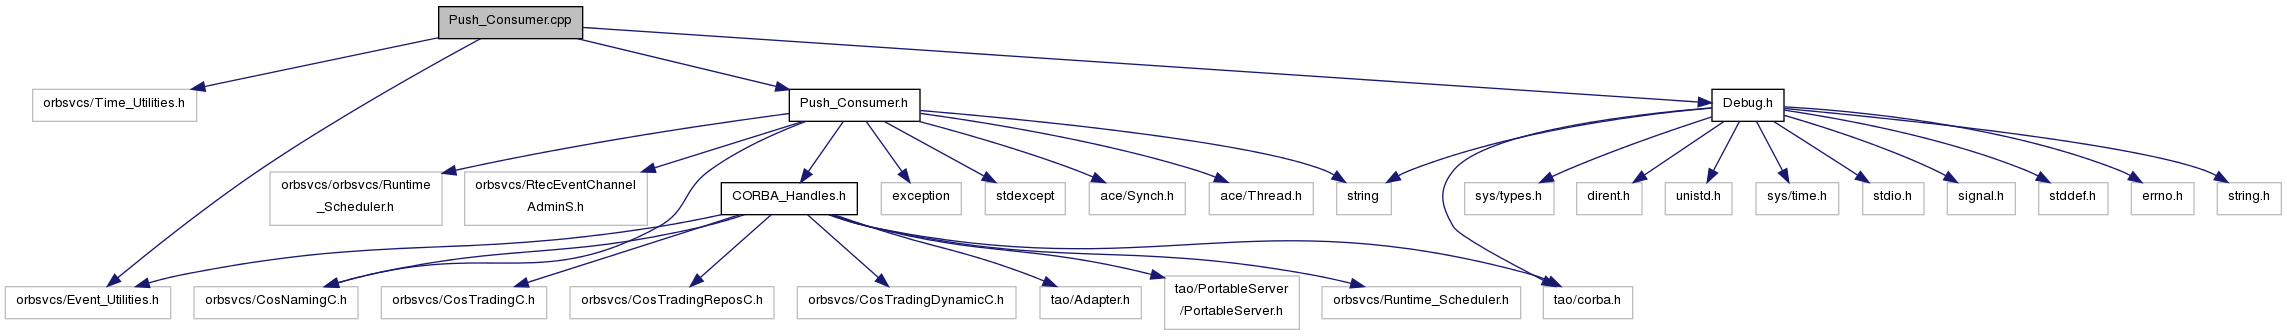 Push_Consumer.cpp
orbsvcs/Time_Utilities.h
Push_Consumer.h
Debug.h
orbsvcs/orbsvcs/Runtime
_Scheduler.h
orbsvcs/RtecEventChannel
AdminS.h
CORBA_Handles.h
exception
stdexcept
ace/Synch.h
ace/Thread.h
string
sys/types.h
dirent.h
unistd.h
sys/time.h
stdio.h
signal.h
stddef.h
errno.h
string.h
orbsvcs/Event_Utilities.h
orbsvcs/CosNamingC.h
orbsvcs/CosTradingC.h
orbsvcs/CosTradingReposC.h
orbsvcs/CosTradingDynamicC.h
tao/Adapter.h
tao/PortableServer
/PortableServer.h
orbsvcs/Runtime_Scheduler.h
tao/corba.h